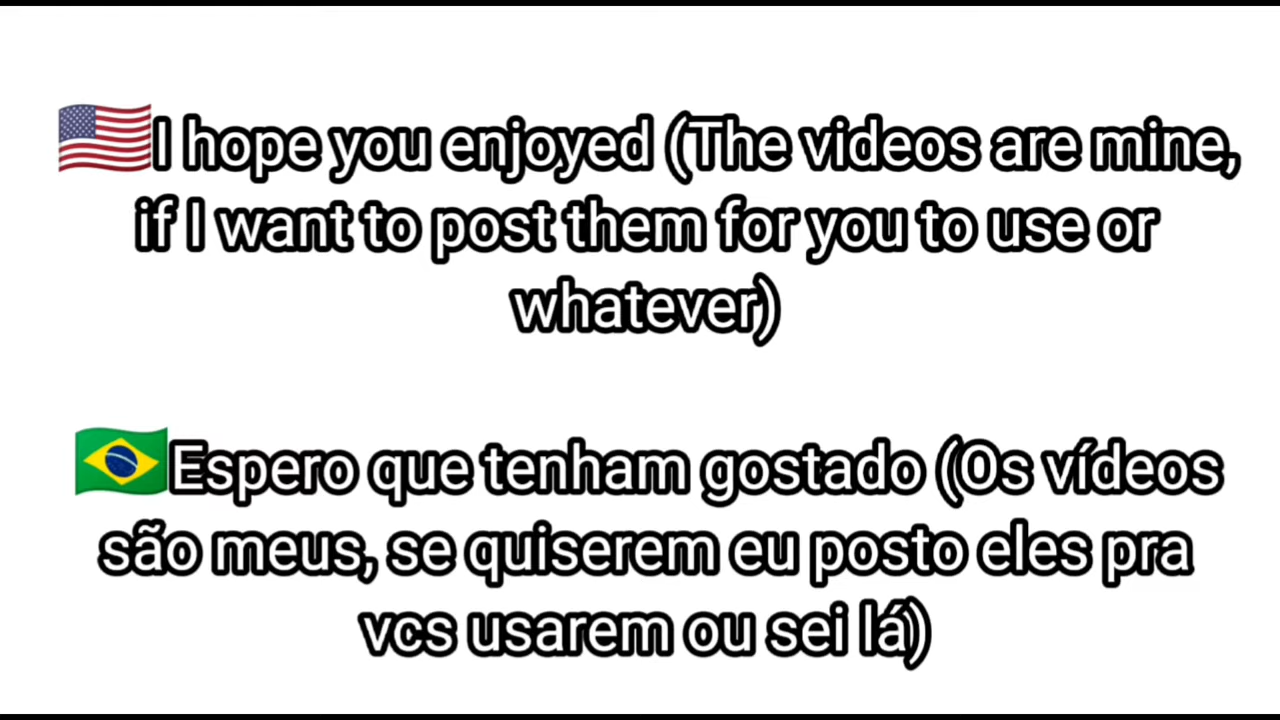 🇺🇸I hope you enjoyed (The videos are mine,
if I want to post them for you to use or
whatever)
🇧🇷Espero que tenham gostado (Os vídeos
são meus, se quiserem eu posto eles pra
vcs usarem ou sei lá)